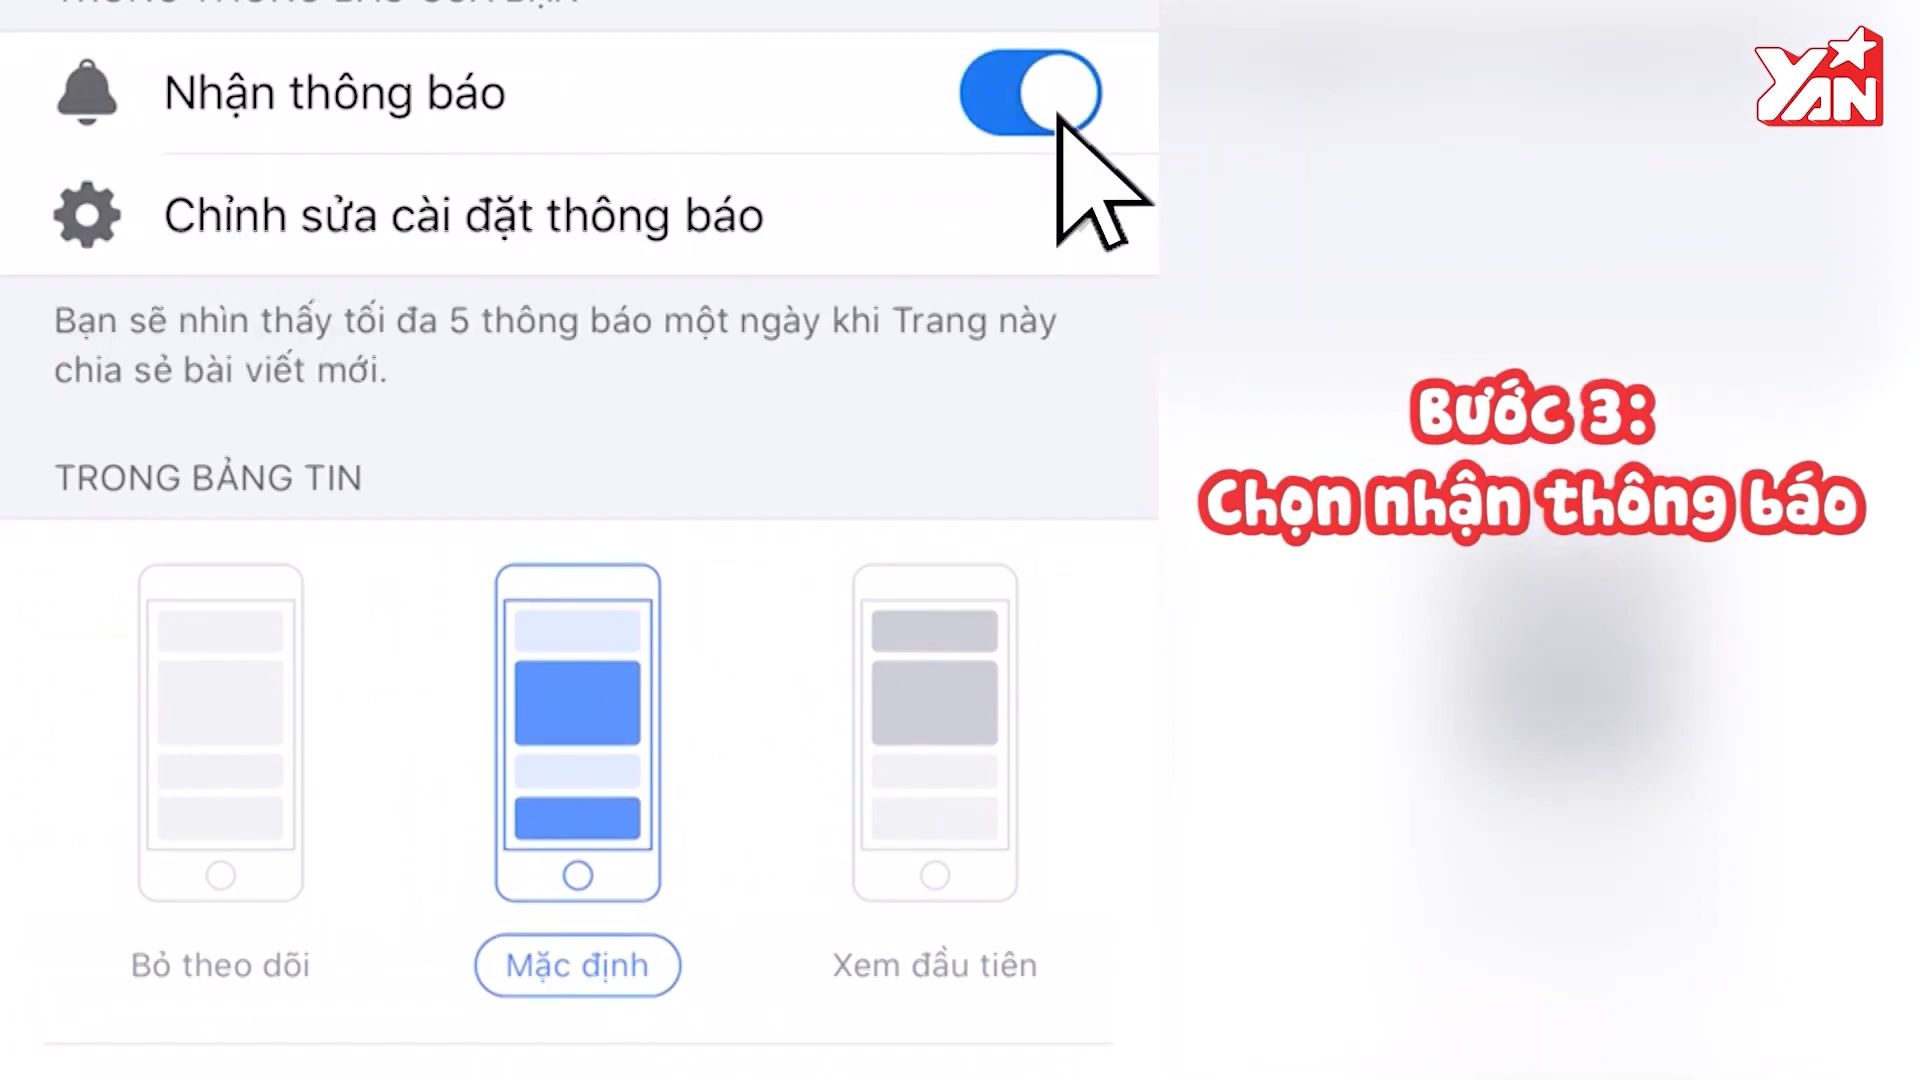 Nhận thông báo
Chỉnh sửa cài đặt thông báo
Bạn sẽ nhìn thấy tối đa 5 thông báo một ngày khi Trang này
chia sẻ bài viết mới.
TRONG BẢNG TIN
Bỏ theo dõi
Mặc định
Xem đầu tiên
YAN
Bước 3:
Chọn nhận thông báo